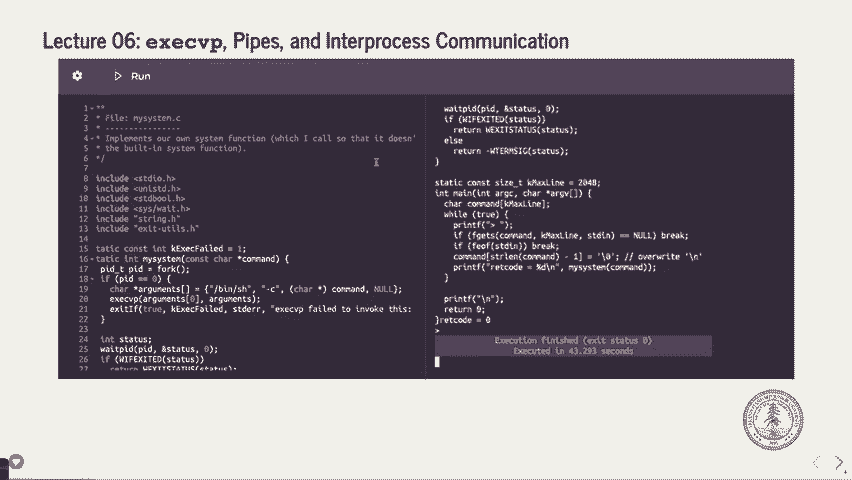 Lecture 06: execvp, Pipes, and Interprocess Communication
Run
1 **
2 * File: mysystem.c
3 * ----------------
4 * Implements our own system function (which I call so that it doesn'
5 * the built-in system function).
6 */
7
8 include <stdio.h>
9 include <unistd.h>
10 include <stdbool.h>
11 include <sys/wait.h>
12 include "string.h"
13 include "exit-utils.h"
14
15 tatic const int kExecFailed = 1;
16 tatic int mysystem(const char *command) {
17 pid_t pid = fork();
18 if (pid == 0) {
19 char *arguments[] = {"/bin/sh", "-c", (char *) command, NULL};
20 execvp(arguments[0], arguments);
21 exitIf(true, kExecFailed, stderr, "execvp failed to invoke this:
22 }
23
24 int status;
25 waitpid(pid, &status, 0);
26 if (WIFEXITED(status))
27 return WEXITSTATUS(status);
waitpid(pid, &status, 0);
if (WIFEXITED(status))
return WEXITSTATUS(status);
else
return -WTERMSIG(status);
}
static const size_t kMaxLine = 2048;
int main(int argc, char *argv[]) {
char command[kMaxLine];
while (true) {
printf("> ");
if (fgets(command, kMaxLine, stdin) == NULL) break;
if (feof(stdin)) break;
command[strlen(command) - 1] = '\0'; // overwrite '\n'
printf("retcode = %d\n", mysystem(command));
}
printf("\n");
return 0;
}retcode = 0
>
Execution finished (exit status 0)
Executed in 43.293 seconds